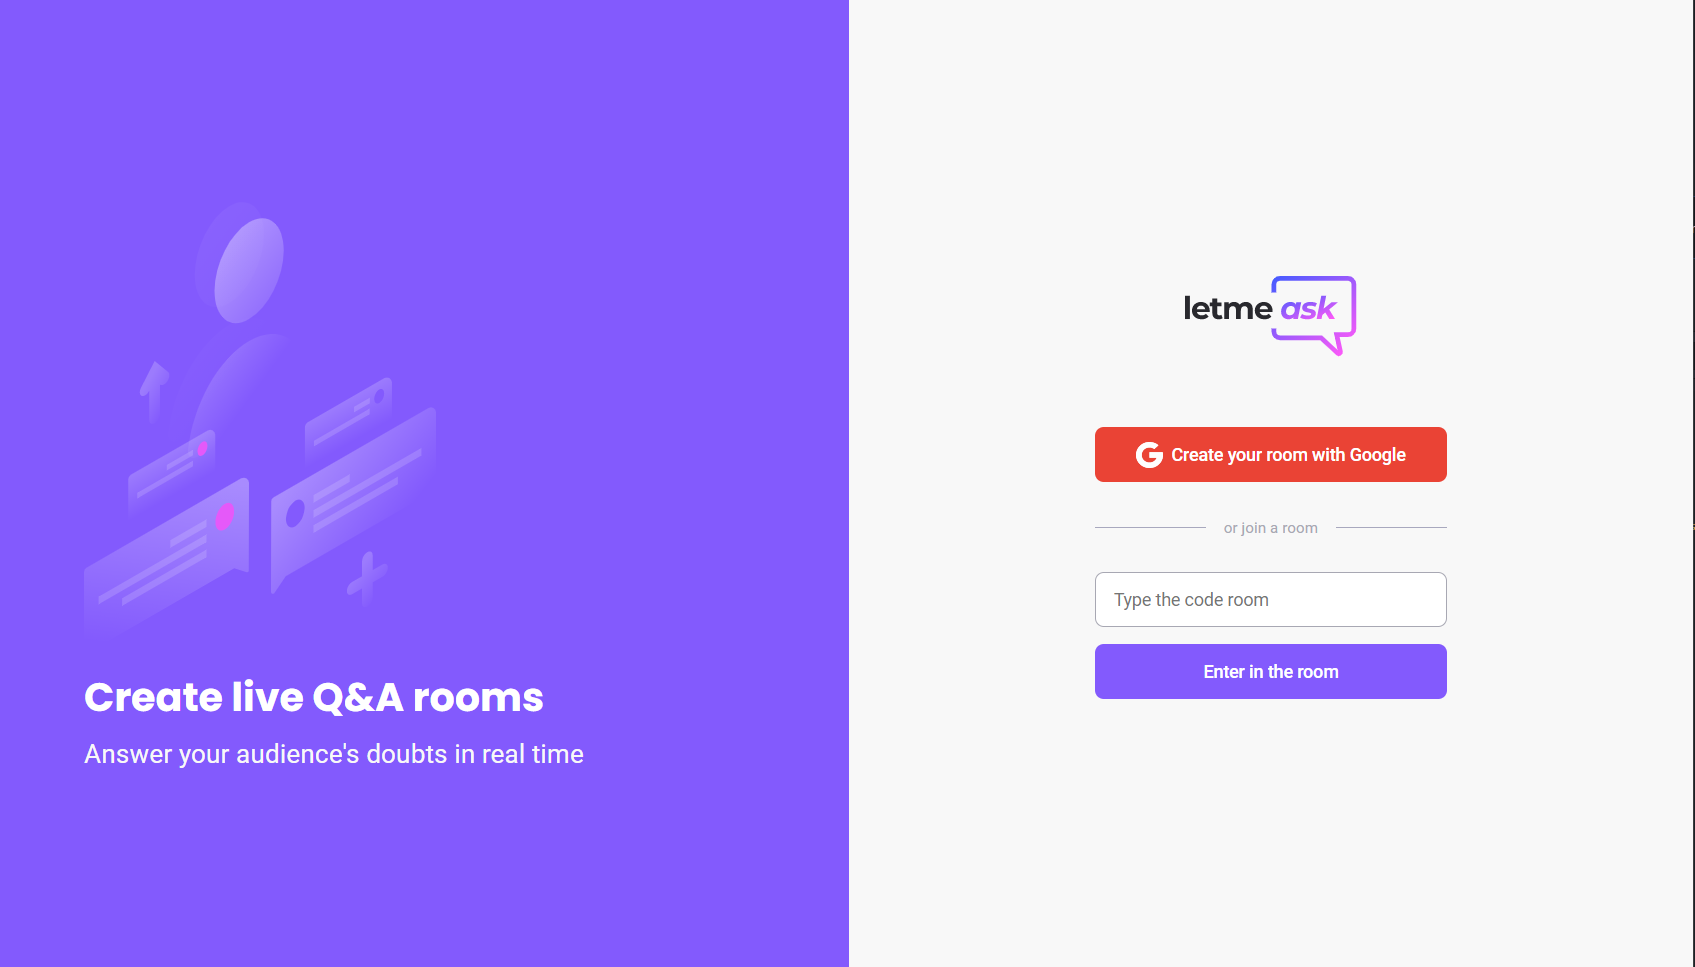 Create live Q&A rooms
Answer your audience's doubts in real time
letme ask
Create your room with Google
or join a room
Type the code room
Enter in the room